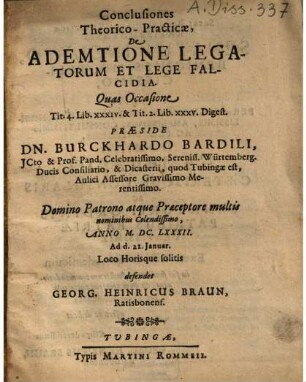 A. Diss. 337
Conclusiones
Theorico-Practicæ,
De
ADEMTIONE LEGA-
TORUM ET LEGE FAL-
CIDIA.
Quas Occasione
Tit. 4. Lib. XXXIV. & Tit. 2. Lib. XXXV. Digest.
PRÆSIDE
DN. BURCKHARDO BARDILI,
JCto & Prof. Pand. Celebratissimo, Sereniss. Würtemberg.
Ducis Consiliario, & Dicasterii, quod Tubingæ est,
Aulici Assessore Gravissimo Me-
rentissimo.
Domino Patrono atque Præceptore multis
nominibus Colendissimo,
ANNO M. DC. LXXXII.
Ad d. 21. Januar.
Loco Horisque solitis
defendet
GEORG. HEINRICUS BRAUN,
Ratisbonens.
TUBINGÆ,
Typis MARTINI ROMMEII.